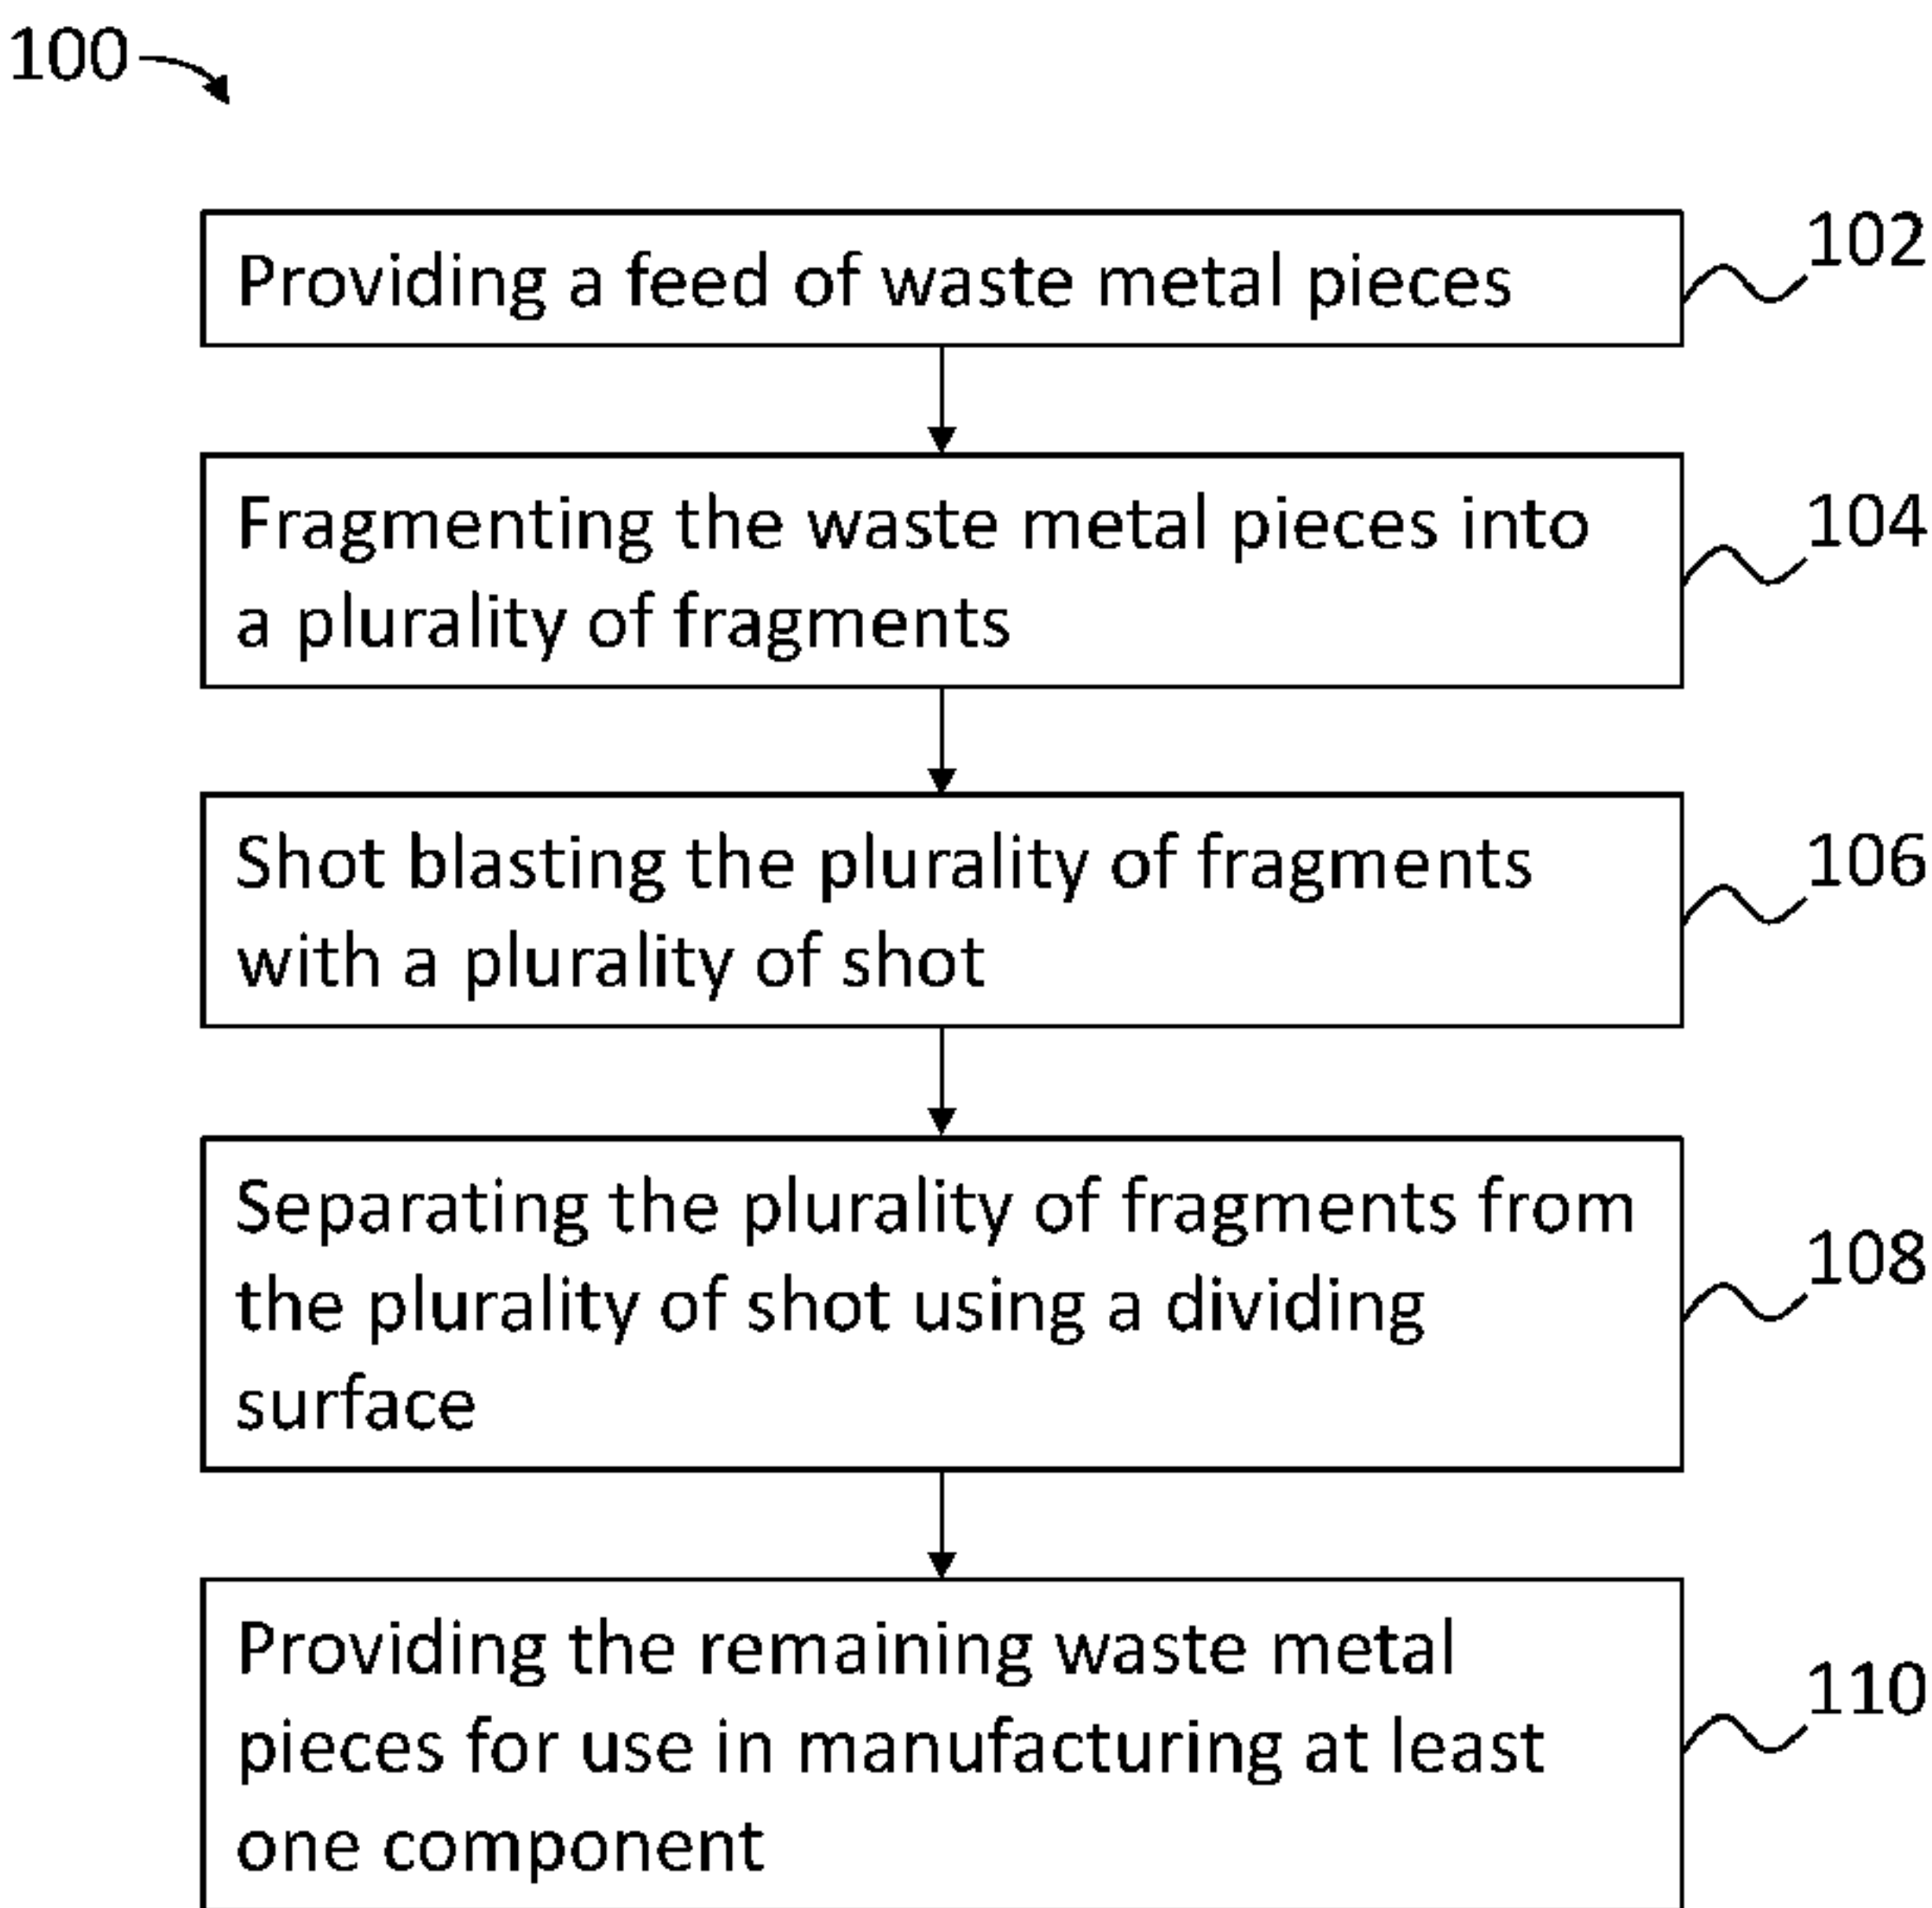 100
Providing a feed of waste metal pieces
102
Fragmenting the waste metal pieces into
a plurality of fragments
104
Shot blasting the plurality of fragments
with a plurality of shot
106
Separating the plurality of fragments from
the plurality of shot using a dividing
surface
108
Providing the remaining waste metal
pieces for use in manufacturing at least
one component
110